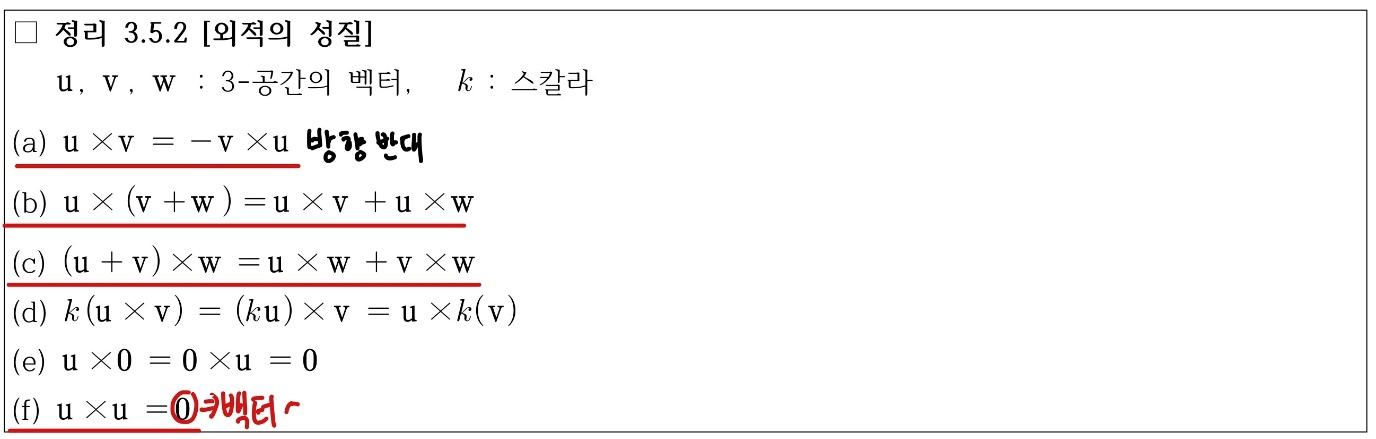 □ 정리 3.5.2 [외적의 성질]
u, v, w : 3-공간의 벡터, k : 스칼라
(a) u × v = - v × u 방향 반대
(b) u × (v + w) = u × v + u × w
(c) (u + v) × w = u × w + v × w
(d) k(u × v) = (ku) × v = u × k(v)
(e) u × 0 = 0 × u = 0
(f) u × u = 0 벡터